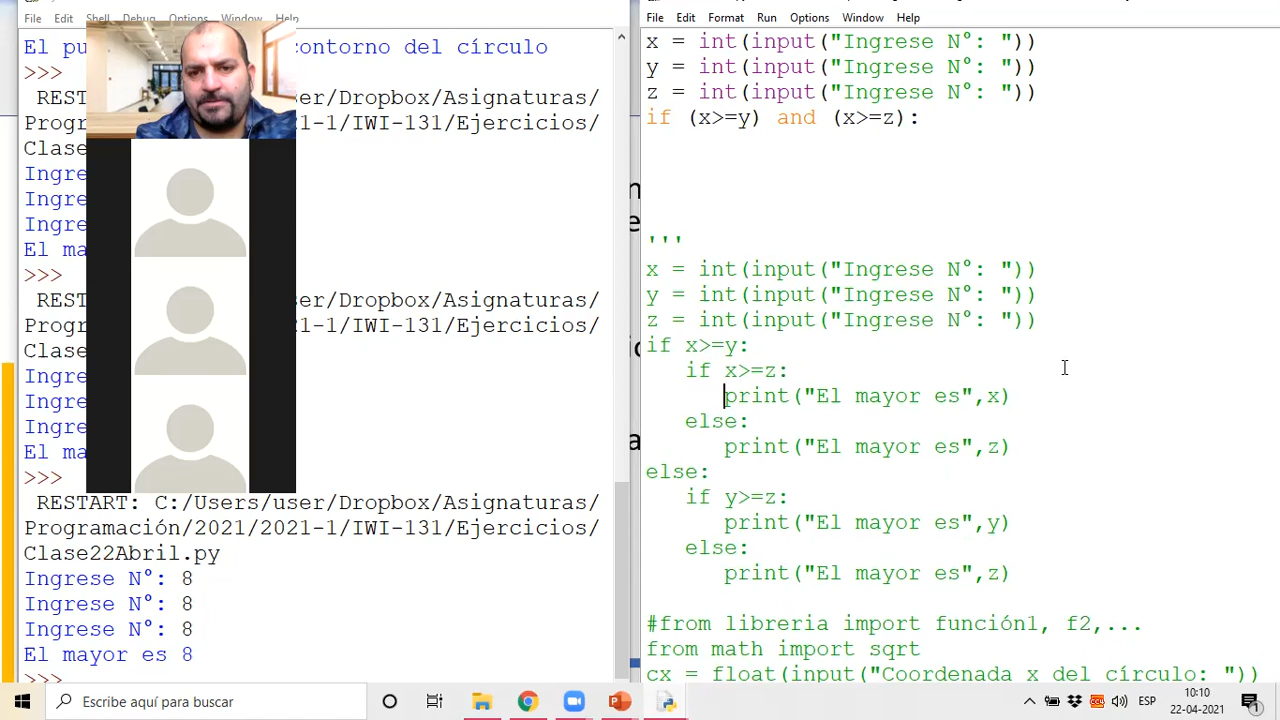 File Edit Shell Debug Options Window Help
El pu contorno del círculo
>>>
REST ser/Dropbox/Asignaturas/
Progra 21-1/IWI-131/Ejercicios/
Clase
Ingre
Ingre
Ingre
El ma
>>>
REST ser/Dropbox/Asignaturas/
Progra 21-1/IWI-131/Ejercicios/
Clase
Ingre
Ingre
Ingre
El ma
>>>
RESTART: C:/Users/user/Dropbox/Asignaturas/
Programación/2021/2021-1/IWI-131/Ejercicios/
Clase22Abril.py
Ingrese N°: 8
Ingrese N°: 8
Ingrese N°: 8
El mayor es 8
>>>
File Edit Format Run Options Window Help
x = int(input("Ingrese N°: "))
y = int(input("Ingrese N°: "))
z = int(input("Ingrese N°: "))
if (x>=y) and (x>=z):
'''
x = int(input("Ingrese N°: "))
y = int(input("Ingrese N°: "))
z = int(input("Ingrese N°: "))
if x>=y:
if x>=z:
print("El mayor es",x)
else:
print("El mayor es",z)
else:
if y>=z:
print("El mayor es",y)
else:
print("El mayor es",z)
#from libreria import función1, f2,...
from math import sqrt
cx = float(input("Coordenada x del círculo: "))
Escribe aquí para buscar
ESP
10:10
22-04-2021